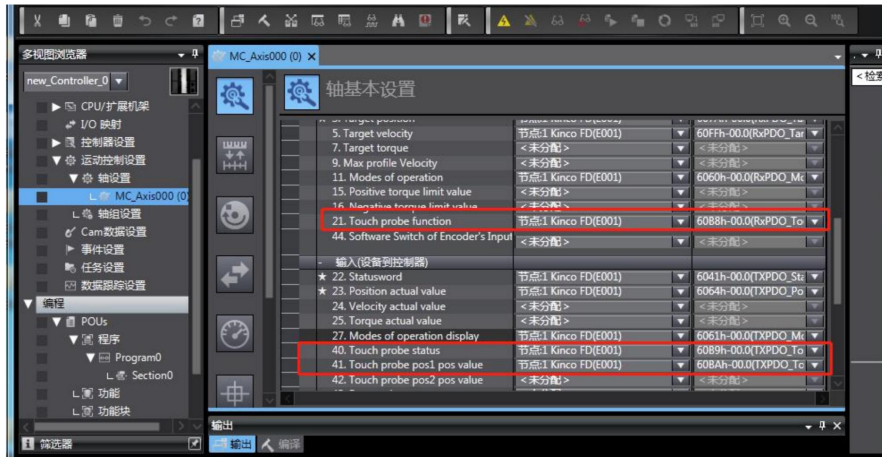 多视图浏览器
new_Controller_0
CPU/扩展机架
I/O 映射
控制器设置
运动控制设置
轴设置
MC_Axis000 (0)
轴组设置
Cam数据设置
事件设置
任务设置
数据跟踪设置
编程
POUs
程序
Program0
Section0
功能
功能块
筛选器
MC_Axis000 (0)
轴基本设置
5. Target velocity 节点:1 Kinco FD(E001) 60FFh-00.0(RxPDO_Tar
7. Target torque <未分配> <未分配>
9. Max profile Velocity <未分配> <未分配>
11. Modes of operation 节点:1 Kinco FD(E001) 6060h-00.0(RxPDO_Mc
15. Positive torque limit value <未分配> <未分配>
16. Negative torque limit value <未分配> <未分配>
21. Touch probe function 节点:1 Kinco FD(E001) 60B8h-00.0(RxPDO_To
44. Software Switch of Encoder's Input <未分配> <未分配>
- 输入(设备到控制器)
★ 22. Statusword 节点:1 Kinco FD(E001) 6041h-00.0(TXPDO_Sta
★ 23. Position actual value 节点:1 Kinco FD(E001) 6064h-00.0(TXPDO_Po
24. Velocity actual value <未分配> <未分配>
25. Torque actual value <未分配> <未分配>
27. Modes of operation display 节点:1 Kinco FD(E001) 6061h-00.0(TXPDO_Mc
40. Touch probe status 节点:1 Kinco FD(E001) 60B9h-00.0(TXPDO_To
41. Touch probe pos1 pos value 节点:1 Kinco FD(E001) 60BAh-00.0(TXPDO_Tc
42. Touch probe pos2 pos value <未分配> <未分配>
输出
输出 编译